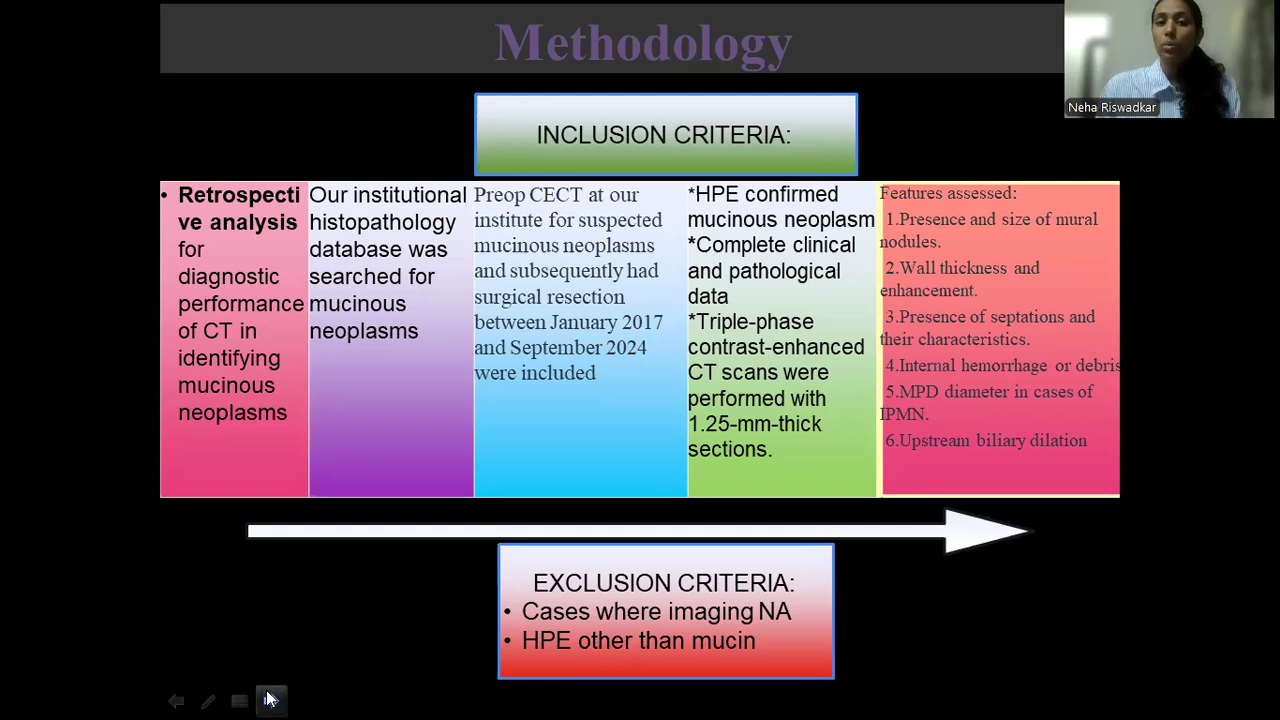 Methodology
Neha Riswadkar
INCLUSION CRITERIA:
• Retrospecti
ve analysis
for
diagnostic
performance
of CT in
identifying
mucinous
neoplasms
Our institutional
histopathology
database was
searched for
mucinous
neoplasms
Preop CECT at our
institute for suspected
mucinous neoplasms
and subsequently had
surgical resection
between January 2017
and September 2024
were included
*HPE confirmed
mucinous neoplasm
*Complete clinical
and pathological
data
*Triple-phase
contrast-enhanced
CT scans were
performed with
1.25-mm-thick
sections.
Features assessed:
1.Presence and size of mural
nodules.
2.Wall thickness and
enhancement.
3.Presence of septations and
their characteristics.
4.Internal hemorrhage or debris
5.MPD diameter in cases of
IPMN.
6.Upstream biliary dilation
EXCLUSION CRITERIA:
• Cases where imaging NA
• HPE other than mucin